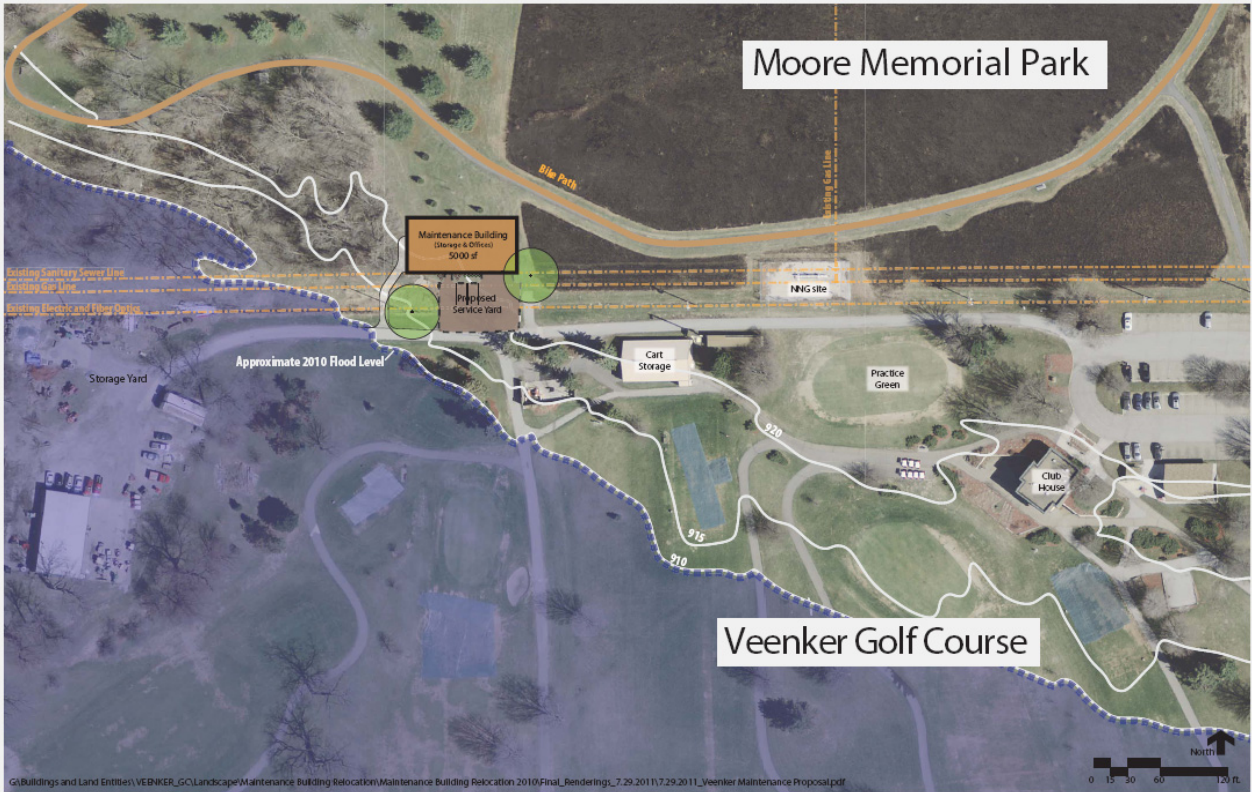 Moore Memorial Park
Bike Path
Existing Gas Line
Maintenance Building
(Storage & Offices)
5000 sf
Existing Sanitary Sewer Line
Existing Gas Line
Existing Electric and Fiber Optics
NNG site
Proposed
Service Yard
Approximate 2010 Flood Level
Storage Yard
Cart
Storage
Practice
Green
920
Club
House
915
910
Veenker Golf Course
North
0 15 30 60 120 ft.
G:\Buildings and Land Entities\VEENKER_GC\Landscape\Maintenance Building Relocation\Maintenance Building Relocation 2010\Final_Renderings_7.29.2011\7.29.2011_Veenker Maintenance Proposal.pdf